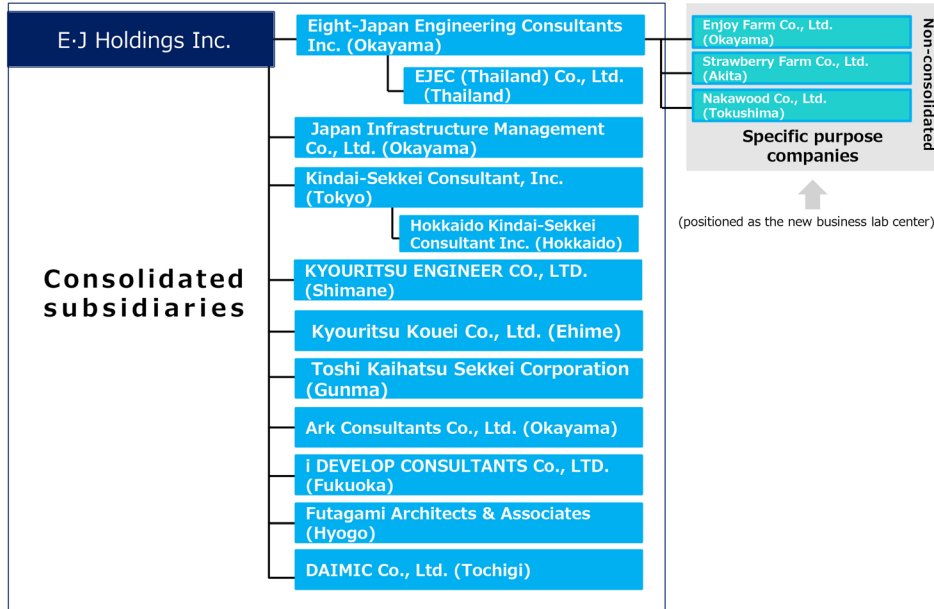 E·J Holdings Inc.
Eight-Japan Engineering Consultants
Inc. (Okayama)
EJEC (Thailand) Co., Ltd.
(Thailand)
Japan Infrastructure Management
Co., Ltd. (Okayama)
Kindai-Sekkei Consultant, Inc.
(Tokyo)
Hokkaido Kindai-Sekkei
Consultant Inc. (Hokkaido)
Consolidated
subsidiaries
KYOURITSU ENGINEER CO., LTD.
(Shimane)
Kyouritsu Kouei Co., Ltd. (Ehime)
Toshi Kaihatsu Sekkei Corporation
(Gunma)
Ark Consultants Co., Ltd. (Okayama)
i DEVELOP CONSULTANTS Co., LTD.
(Fukuoka)
Futagami Architects & Associates
(Hyogo)
DAIMIC Co., Ltd. (Tochigi)
Enjoy Farm Co., Ltd.
(Okayama)
Strawberry Farm Co., Ltd.
(Akita)
Nakawood Co., Ltd.
(Tokushima)
Non-consolidated
Specific purpose
companies
(positioned as the new business lab center)